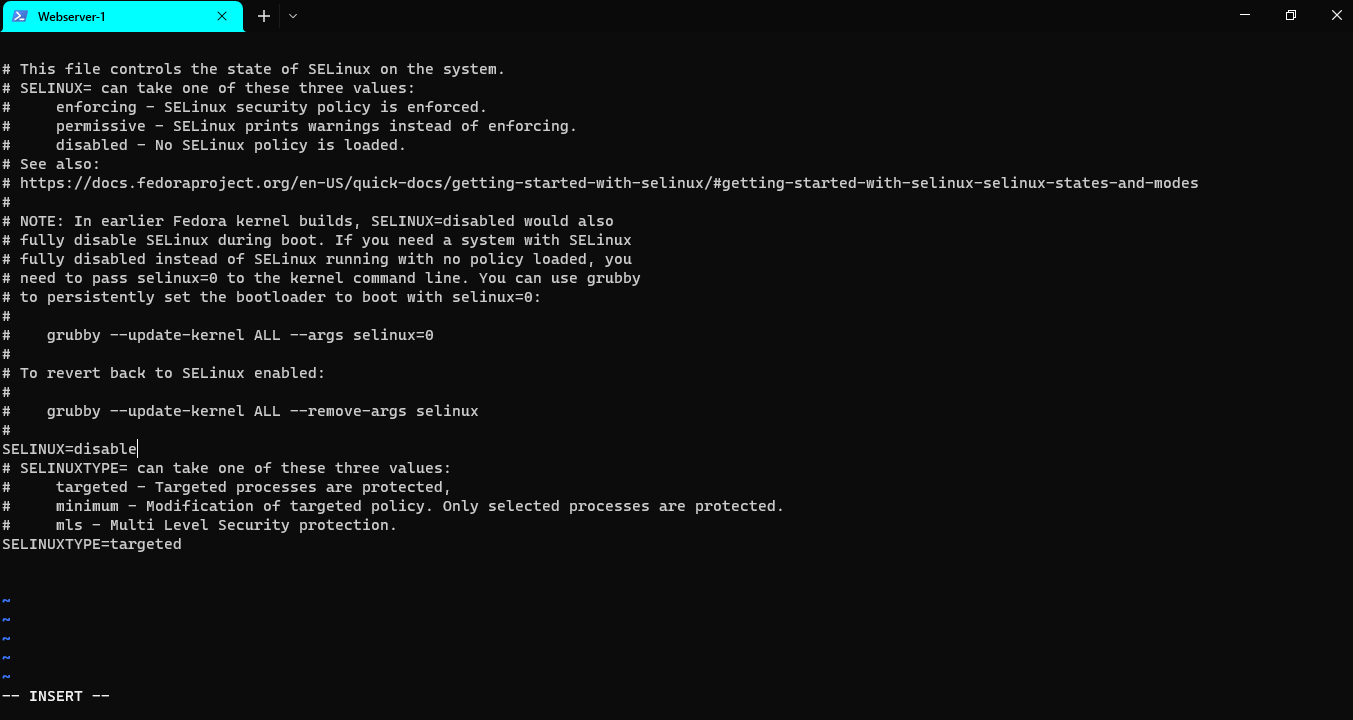 Webserver-1
# This file controls the state of SELinux on the system.
# SELINUX= can take one of these three values:
#     enforcing - SELinux security policy is enforced.
#     permissive - SELinux prints warnings instead of enforcing.
#     disabled - No SELinux policy is loaded.
# See also:
# https://docs.fedoraproject.org/en-US/quick-docs/getting-started-with-selinux/#getting-started-with-selinux-selinux-states-and-modes
#
# NOTE: In earlier Fedora kernel builds, SELINUX=disabled would also
# fully disable SELinux during boot. If you need a system with SELinux
# fully disabled instead of SELinux running with no policy loaded, you
# need to pass selinux=0 to the kernel command line. You can use grubby
# to persistently set the bootloader to boot with selinux=0:
#
#    grubby --update-kernel ALL --args selinux=0
#
# To revert back to SELinux enabled:
#
#    grubby --update-kernel ALL --remove-args selinux
#
SELINUX=disable
# SELINUXTYPE= can take one of these three values:
#     targeted - Targeted processes are protected,
#     minimum - Modification of targeted policy. Only selected processes are protected.
#     mls - Multi Level Security protection.
SELINUXTYPE=targeted
~
~
~
~
~
-- INSERT --